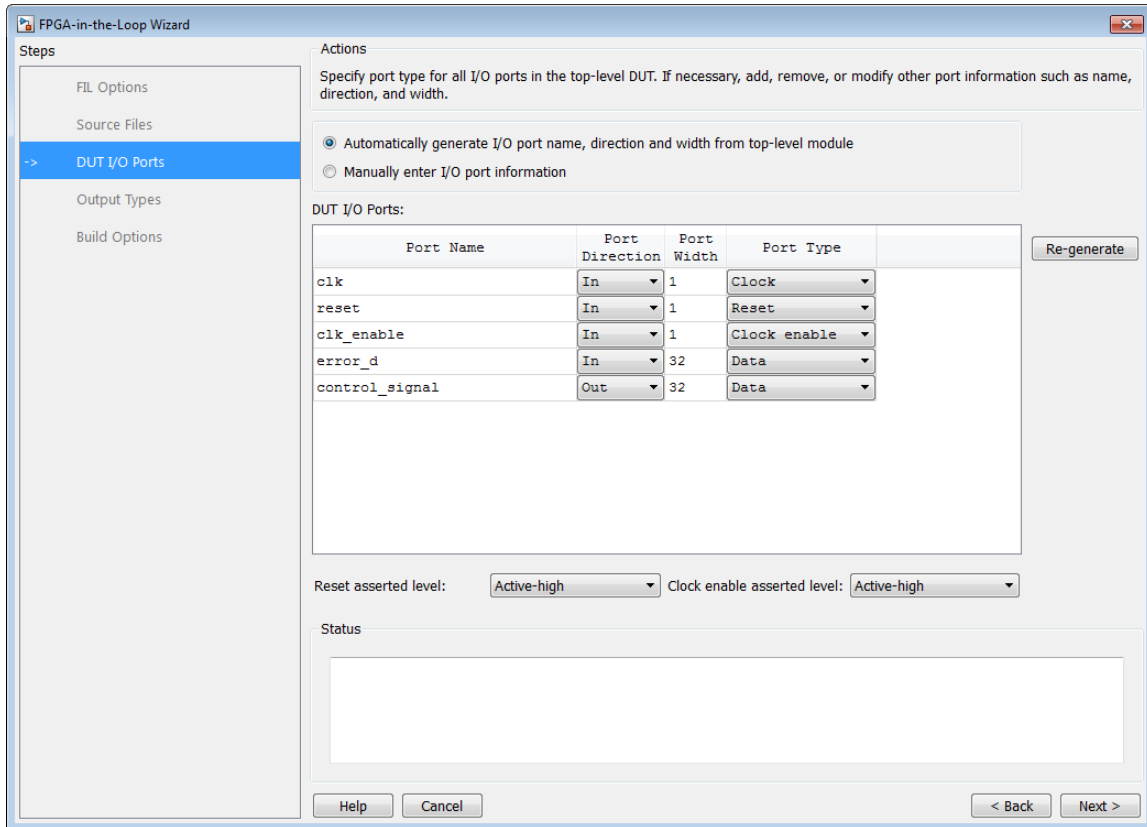 FPGA-in-the-Loop Wizard
Steps
FIL Options
Source Files
-> DUT I/O Ports
Output Types
Build Options
Actions
Specify port type for all I/O ports in the top-level DUT. If necessary, add, remove, or modify other port information such as name,
direction, and width.
Automatically generate I/O port name, direction and width from top-level module
Manually enter I/O port information
DUT I/O Ports:
Port Name Port Direction Port Width Port Type
clk In 1 Clock
reset In 1 Reset
clk_enable In 1 Clock enable
error_d In 32 Data
control_signal Out 32 Data
Re-generate
Reset asserted level: Active-high Clock enable asserted level: Active-high
Status
Help Cancel < Back Next >